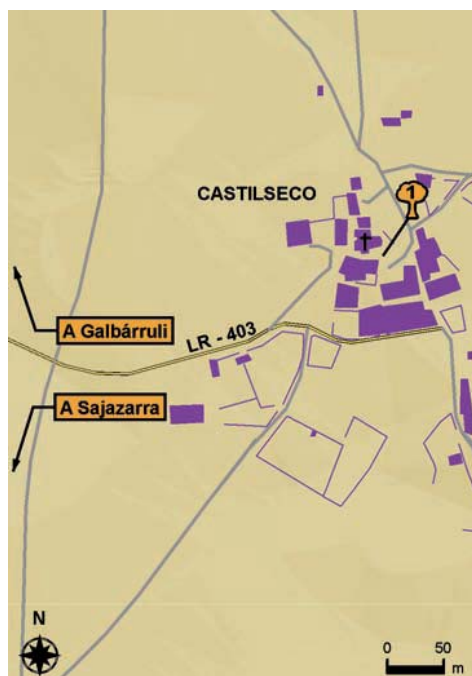 1
CASTILSECO
A Galbárruli
LR - 403
A Sajazarra
N
0 50
m